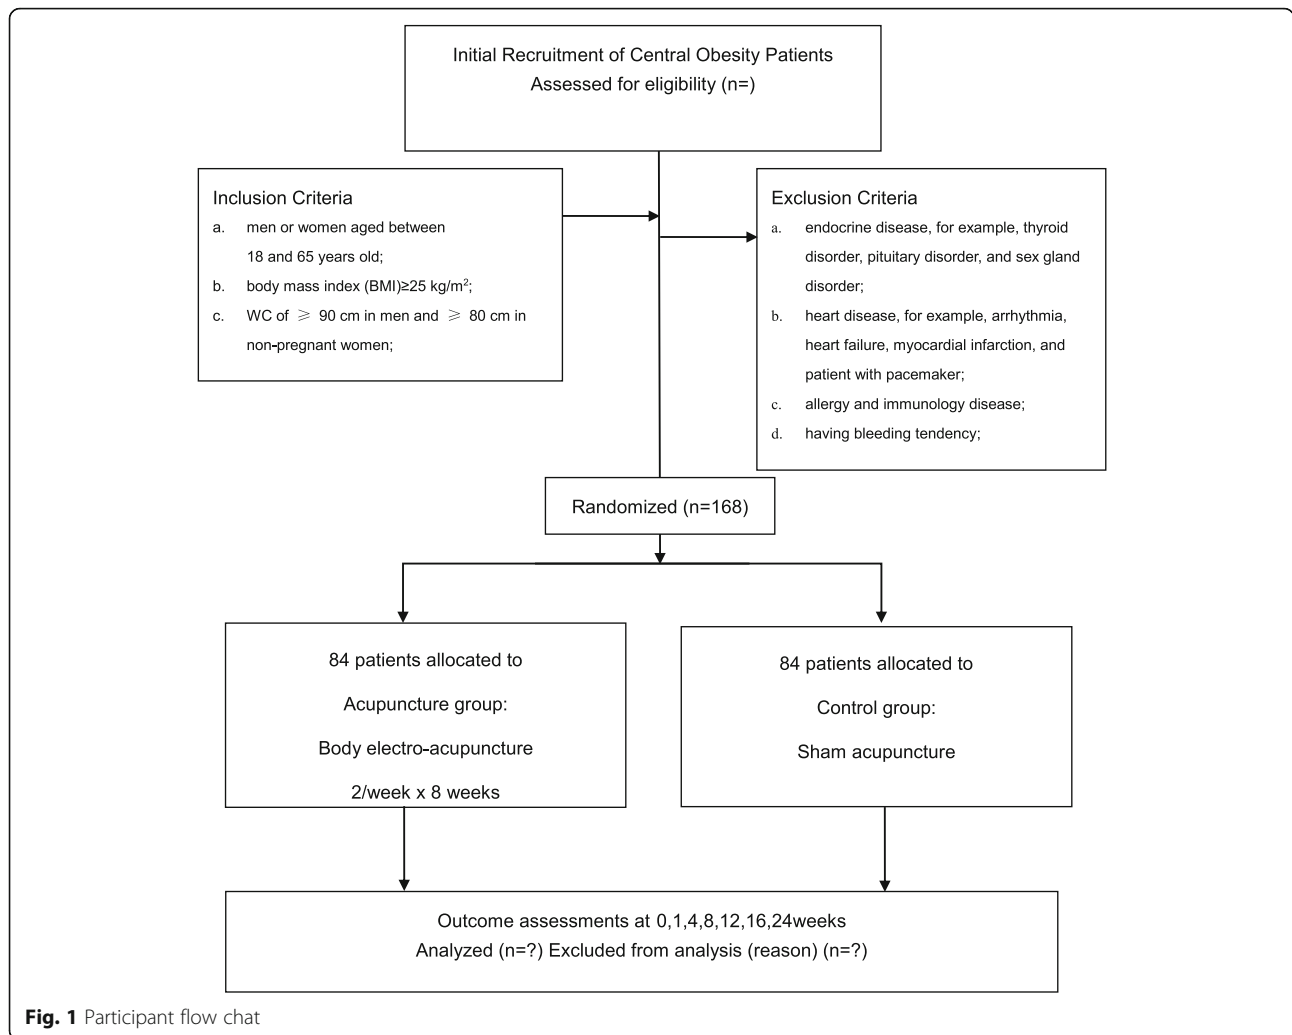 Initial Recruitment of Central Obesity Patients
Assessed for eligibility (n=)
Inclusion Criteria
a. men or women aged between
18 and 65 years old;
b. body mass index (BMI)≥25 kg/m²;
c. WC of ≥ 90 cm in men and ≥ 80 cm in
non-pregnant women;
Exclusion Criteria
a. endocrine disease, for example, thyroid
disorder, pituitary disorder, and sex gland
disorder;
b. heart disease, for example, arrhythmia,
heart failure, myocardial infarction, and
patient with pacemaker;
c. allergy and immunology disease;
d. having bleeding tendency;
Randomized (n=168)
84 patients allocated to
Acupuncture group:
Body electro-acupuncture
2/week x 8 weeks
84 patients allocated to
Control group:
Sham acupuncture
Outcome assessments at 0,1,4,8,12,16,24weeks
Analyzed (n=?) Excluded from analysis (reason) (n=?)
Fig. 1 Participant flow chat